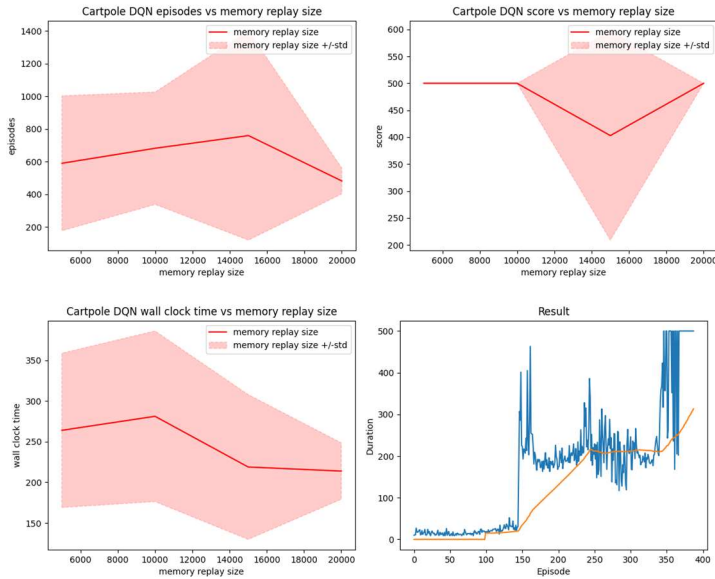 Cartpole DQN episodes vs memory replay size
memory replay size
memory replay size +/-std
episodes
1400
1200
1000
800
600
400
200
6000 8000 10000 12000 14000 16000 18000 20000
memory replay size
Cartpole DQN score vs memory replay size
memory replay size
memory replay size +/-std
score
600
550
500
450
400
350
300
250
200
6000 8000 10000 12000 14000 16000 18000 20000
memory replay size
Cartpole DQN wall clock time vs memory replay size
memory replay size
memory replay size +/-std
wall clock time
350
300
250
200
150
6000 8000 10000 12000 14000 16000 18000 20000
memory replay size
Result
Duration
500
400
300
200
100
0
0 50 100 150 200 250 300 350 400
Episode